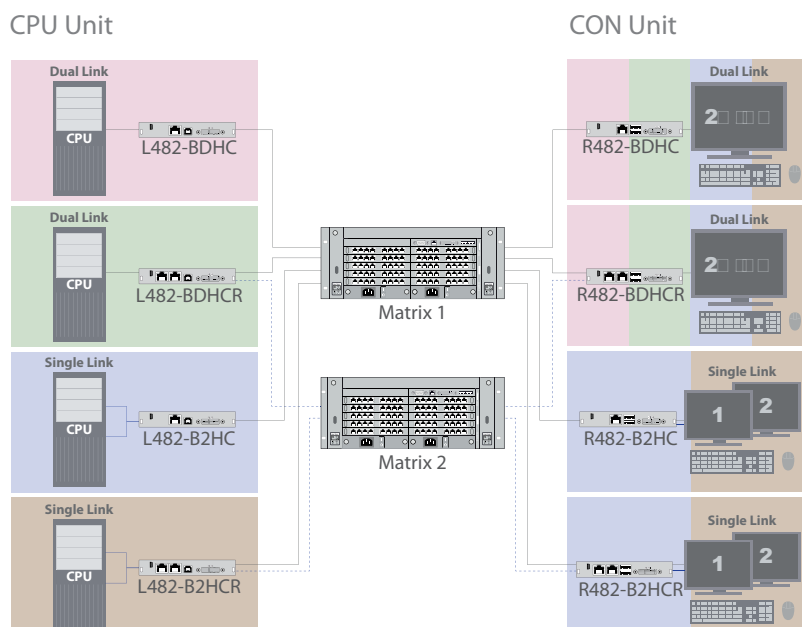 CPU Unit
CON Unit
Dual Link
CPU
L482-BDHC
Dual Link
2
R482-BDHC
Dual Link
CPU
L482-BDHCR
Dual Link
2
R482-BDHCR
Matrix 1
Single Link
CPU
L482-B2HC
Single Link
1
2
R482-B2HC
Matrix 2
Single Link
CPU
L482-B2HCR
Single Link
1
2
R482-B2HCR